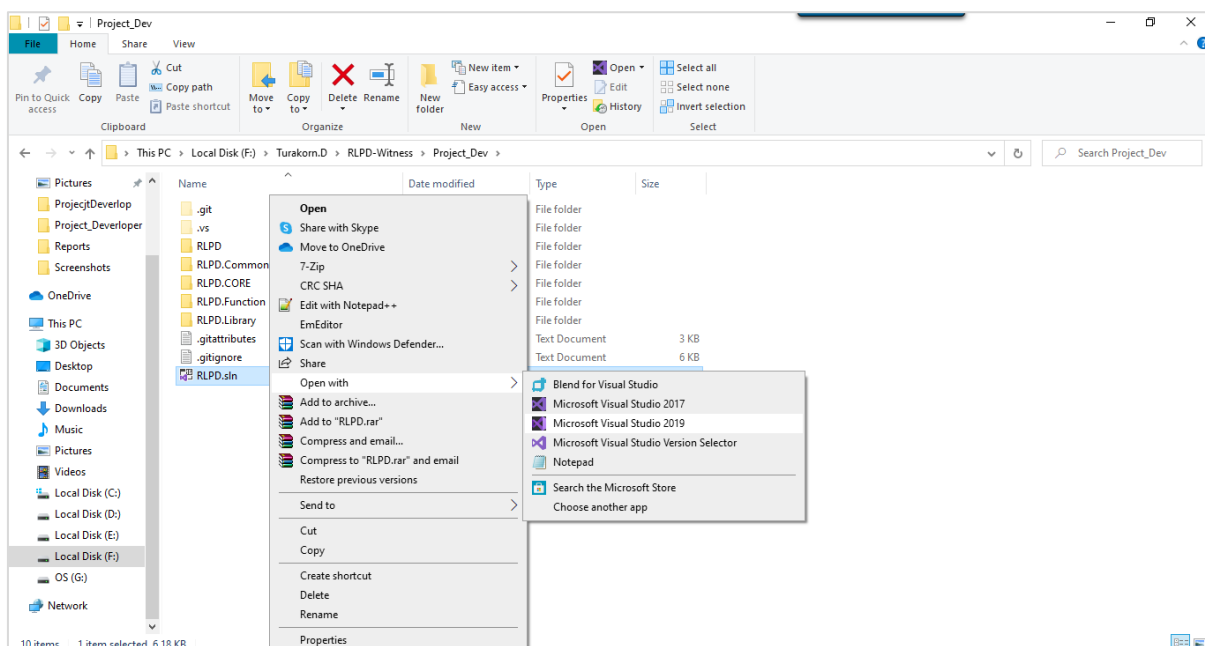 Project_Dev
File Home Share View
Pin to Quick access
Copy
Paste
Cut
Copy path
Paste shortcut
Clipboard
Move to
Copy to
Delete
Rename
Organize
New folder
New item
Easy access
New
Properties
Open
Edit
History
Open
Select all
Select none
Invert selection
Select
This PC > Local Disk (F:) > Turakorn.D > RLPD-Witness > Project_Dev >
Search Project_Dev
Pictures
ProjecjtDeverlop
Project_Deverloper
Reports
Screenshots
OneDrive
This PC
3D Objects
Desktop
Documents
Downloads
Music
Pictures
Videos
Local Disk (C:)
Local Disk (D:)
Local Disk (E:)
Local Disk (F:)
OS (G:)
Network
Name Date modified Type Size
.git File folder
.vs File folder
RLPD File folder
RLPD.Common File folder
RLPD.CORE File folder
RLPD.Function File folder
RLPD.Library File folder
.gitattributes Text Document 3 KB
.gitignore Text Document 6 KB
RLPD.sln
Open
Share with Skype
Move to OneDrive
7-Zip
CRC SHA
Edit with Notepad++
EmEditor
Scan with Windows Defender...
Share
Open with
Add to archive...
Add to "RLPD.rar"
Compress and email...
Compress to "RLPD.rar" and email
Restore previous versions
Send to
Cut
Copy
Create shortcut
Delete
Rename
Properties
Blend for Visual Studio
Microsoft Visual Studio 2017
Microsoft Visual Studio 2019
Microsoft Visual Studio Version Selector
Notepad
Search the Microsoft Store
Choose another app
10 items 1 item selected 6.18 KB